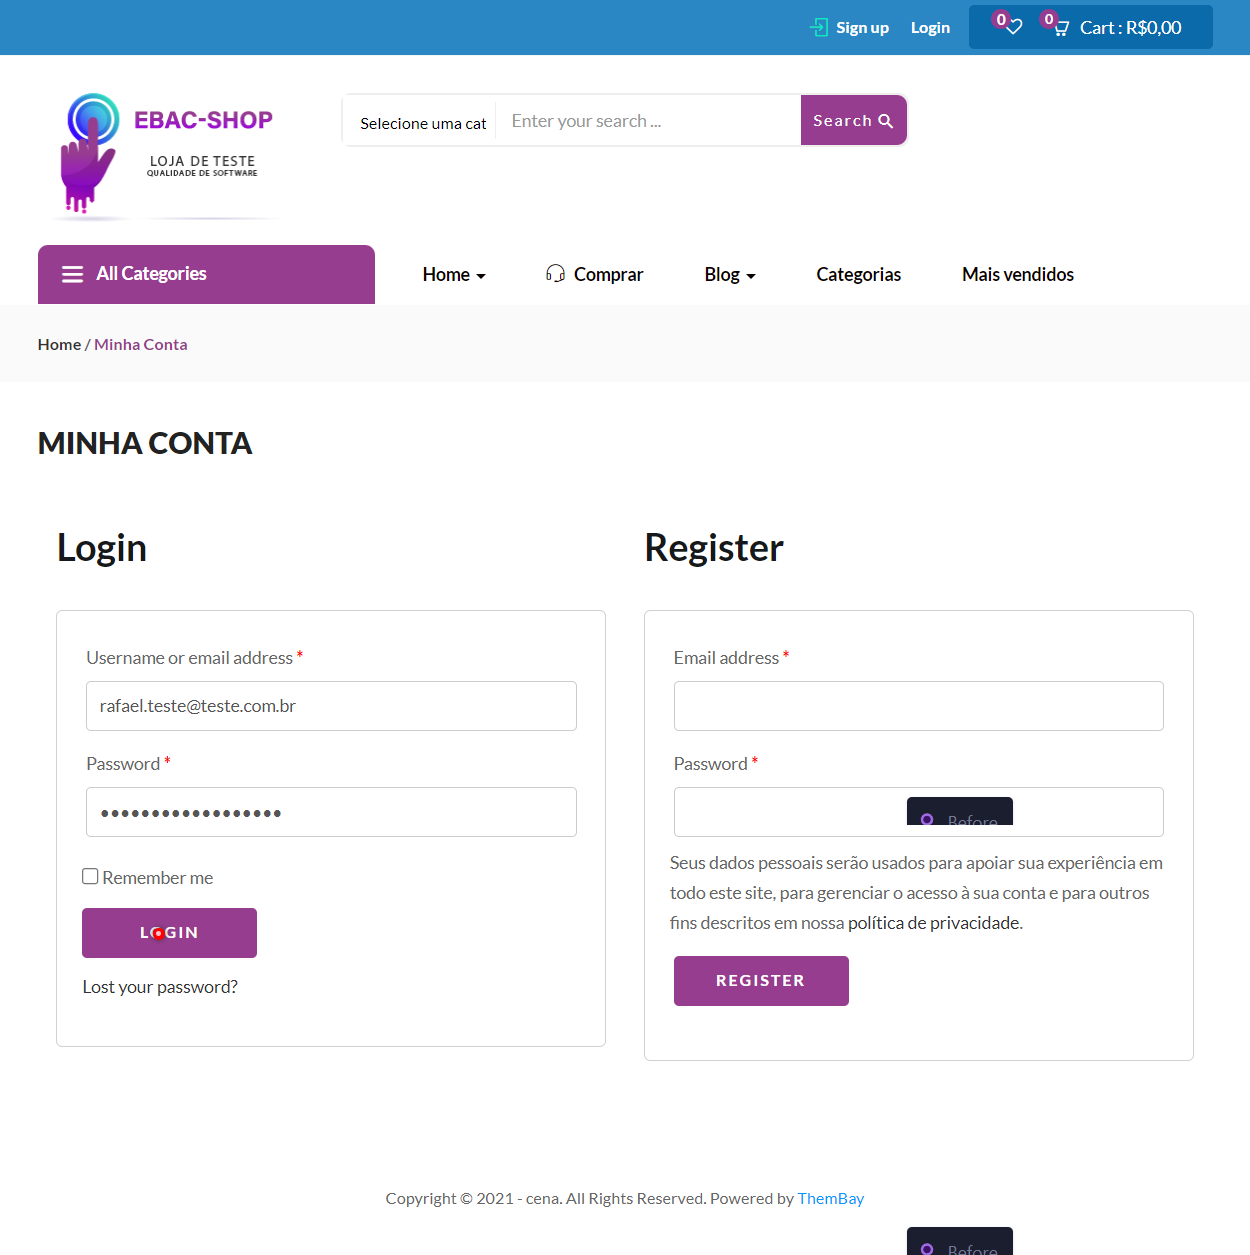 Sign up
Login
0
0
Cart : R$0,00
EBAC-SHOP
LOJA DE TESTE
QUALIDADE DE SOFTWARE
Selecione uma cat
Enter your search ...
Search
All Categories
Home
Comprar
Blog
Categorias
Mais vendidos
Home / Minha Conta
MINHA CONTA
Login
Username or email address *
rafael.teste@teste.com.br
Password *
••••••••••••••••••
Remember me
LOGIN
Lost your password?
Register
Email address *
Password *
Before
Seus dados pessoais serão usados para apoiar sua experiência em
todo este site, para gerenciar o acesso à sua conta e para outros
fins descritos em nossa política de privacidade.
REGISTER
Copyright © 2021 - cena. All Rights Reserved. Powered by ThemBay
Before